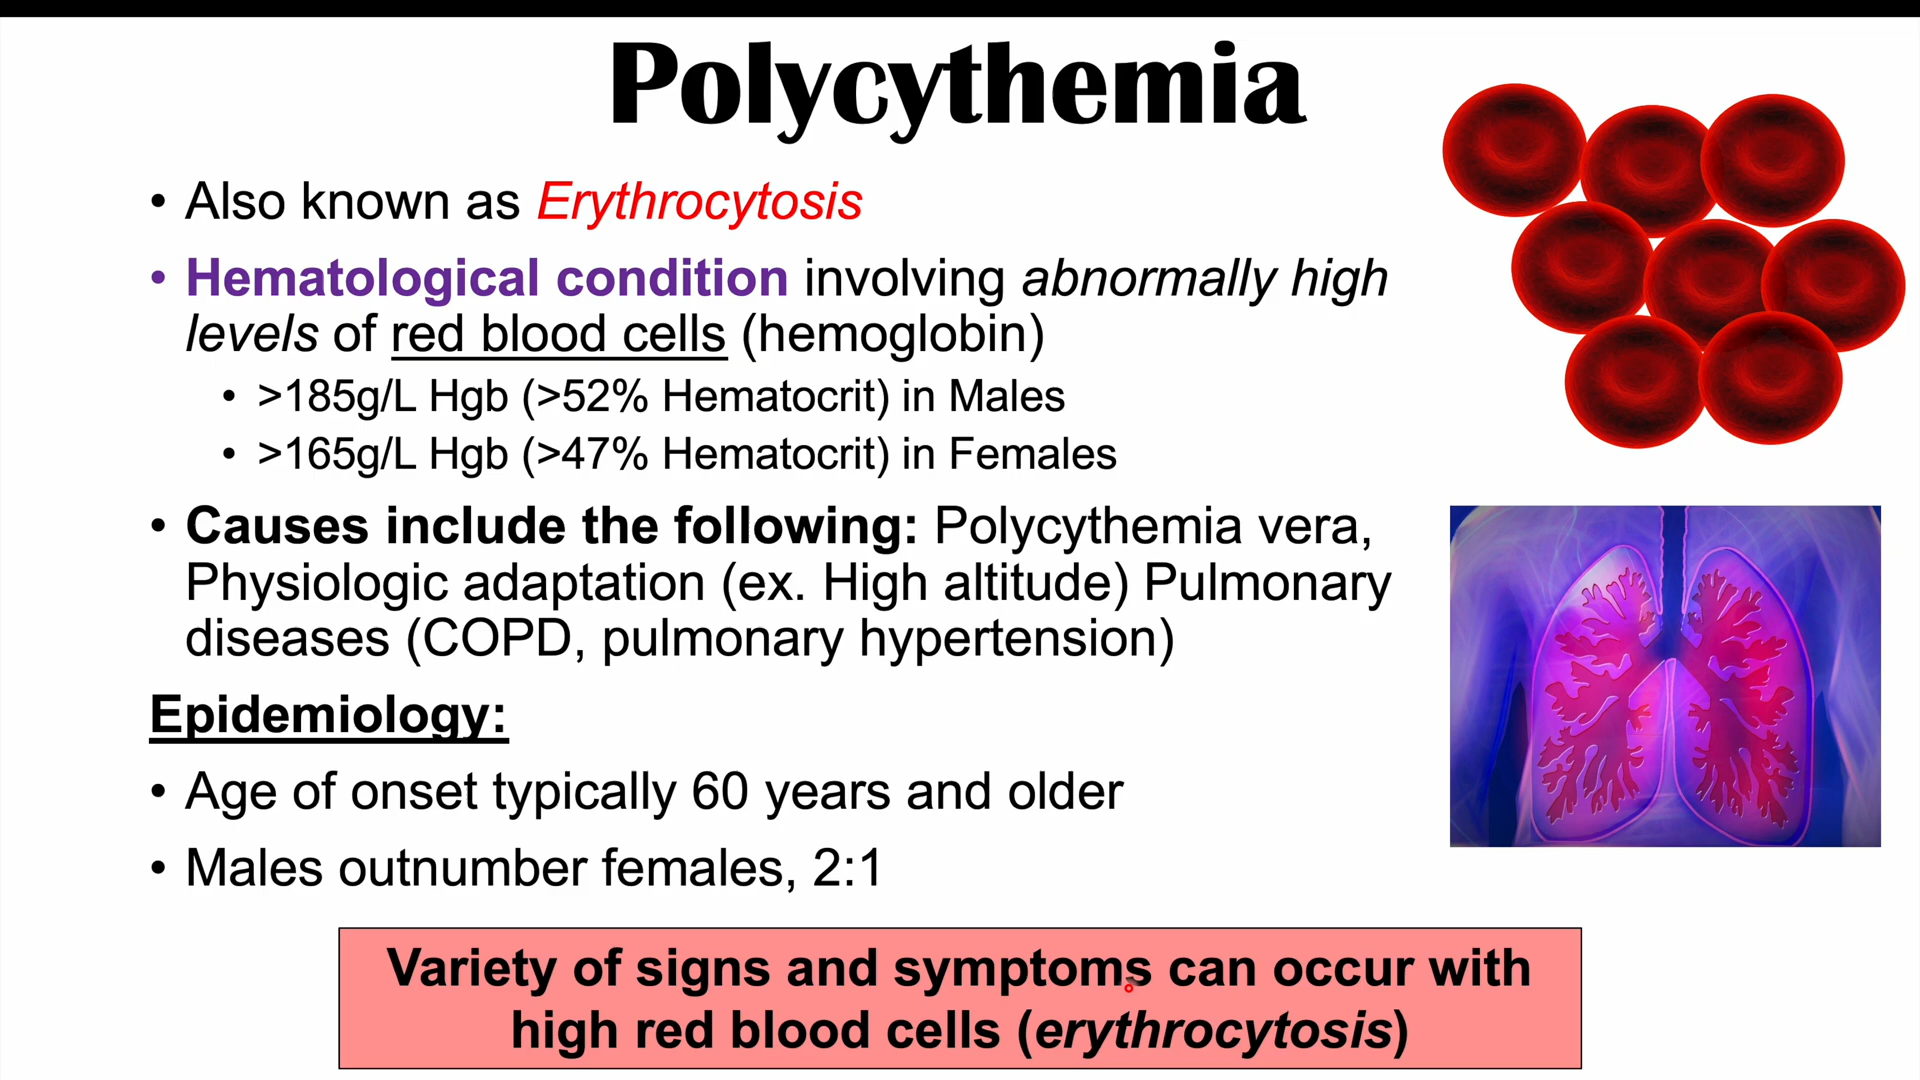 Polycythemia
• Also known as Erythrocytosis
• Hematological condition involving abnormally high
levels of red blood cells (hemoglobin)
• >185g/L Hgb (>52% Hematocrit) in Males
• >165g/L Hgb (>47% Hematocrit) in Females
• Causes include the following: Polycythemia vera,
Physiologic adaptation (ex. High altitude) Pulmonary
diseases (COPD, pulmonary hypertension)
Epidemiology:
• Age of onset typically 60 years and older
• Males outnumber females, 2:1
Variety of signs and symptoms can occur with
high red blood cells (erythrocytosis)